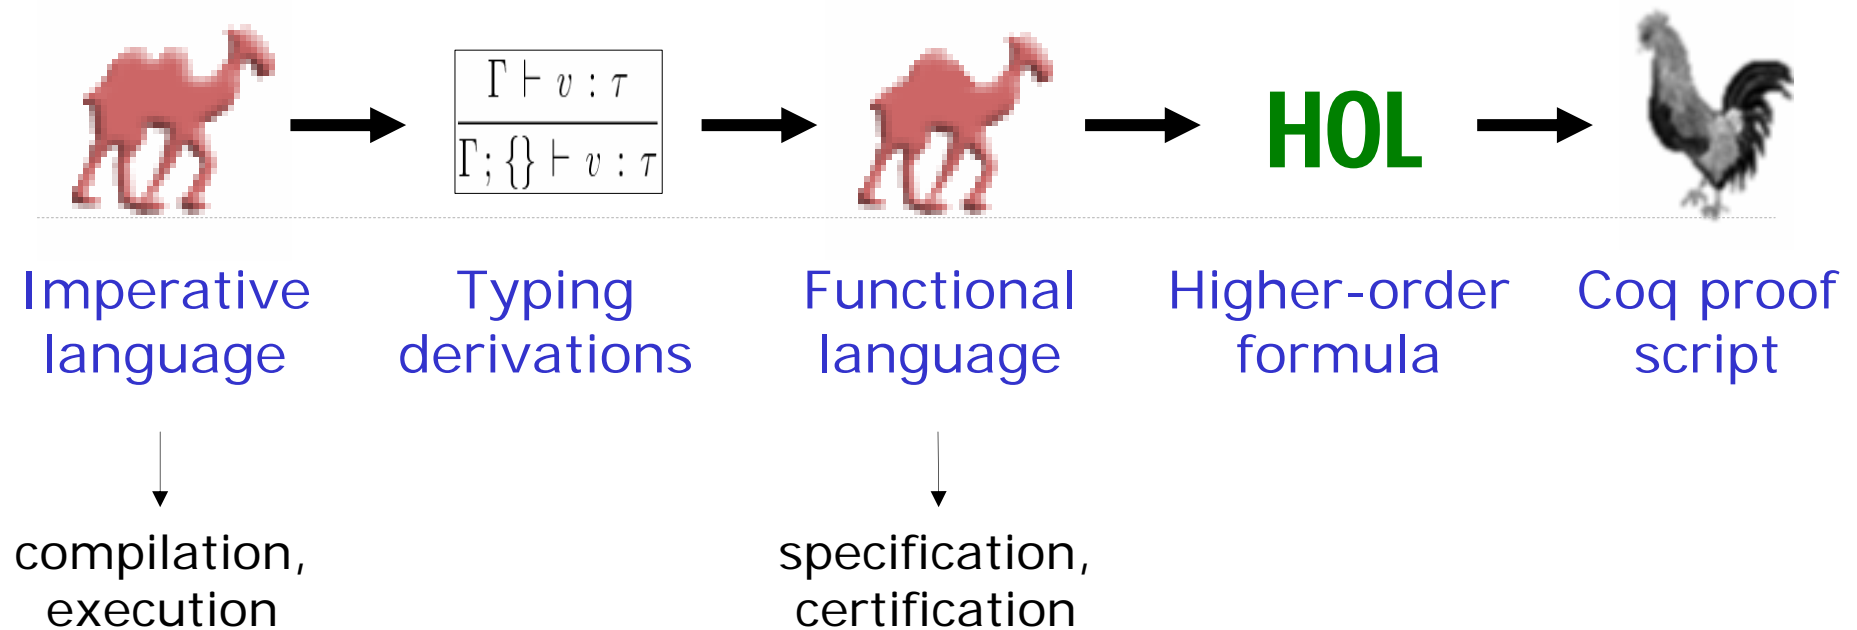 Γ ⊢ v : τ
Γ; {} ⊢ v : τ
HOL
Imperative
language
Typing
derivations
Functional
language
Higher-order
formula
Coq proof
script
compilation,
execution
specification,
certification